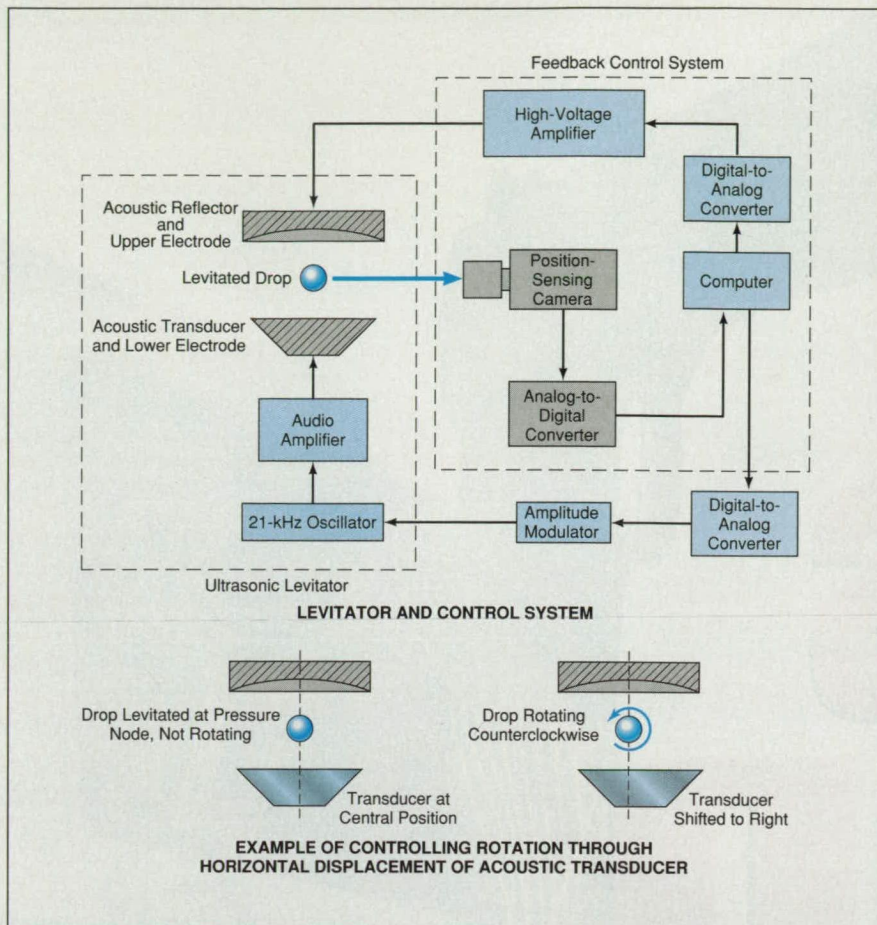 Feedback Control System
High-Voltage
Amplifier
Digital-to-
Analog
Converter
Acoustic Reflector
and
Upper Electrode
Levitated Drop
Position-
Sensing
Camera
Computer
Acoustic Transducer
and Lower Electrode
Audio
Amplifier
Analog-to-
Digital
Converter
21-kHz Oscillator
Amplitude
Modulator
Digital-to-
Analog
Converter
Ultrasonic Levitator
LEVITATOR AND CONTROL SYSTEM
Drop Levitated at Pressure
Node, Not Rotating
Transducer at
Central Position
Drop Rotating
Counterclockwise
Transducer
Shifted to Right
EXAMPLE OF CONTROLLING ROTATION THROUGH
HORIZONTAL DISPLACEMENT OF ACOUSTIC TRANSDUCER